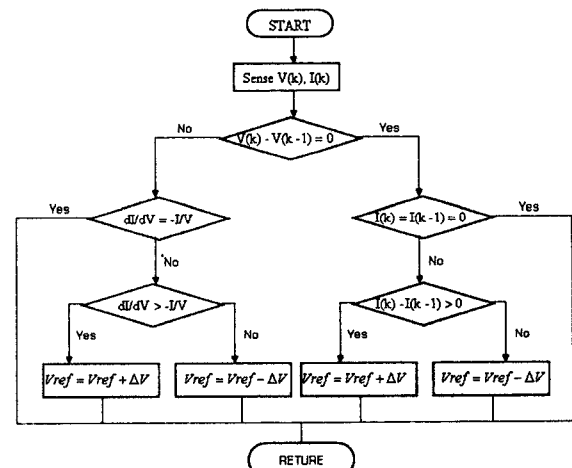 START
Sense V(k), I(k)
V(k) - V(k-1) = 0
No
Yes
dI/dV = -I/V
Yes
I(k) = I(k-1) = 0
Yes
No
No
dI/dV > -I/V
I(k) - I(k-1) > 0
Yes
No
Yes
No
Vref = Vref + ΔV
Vref = Vref - ΔV
Vref = Vref + ΔV
Vref = Vref - ΔV
RETURE